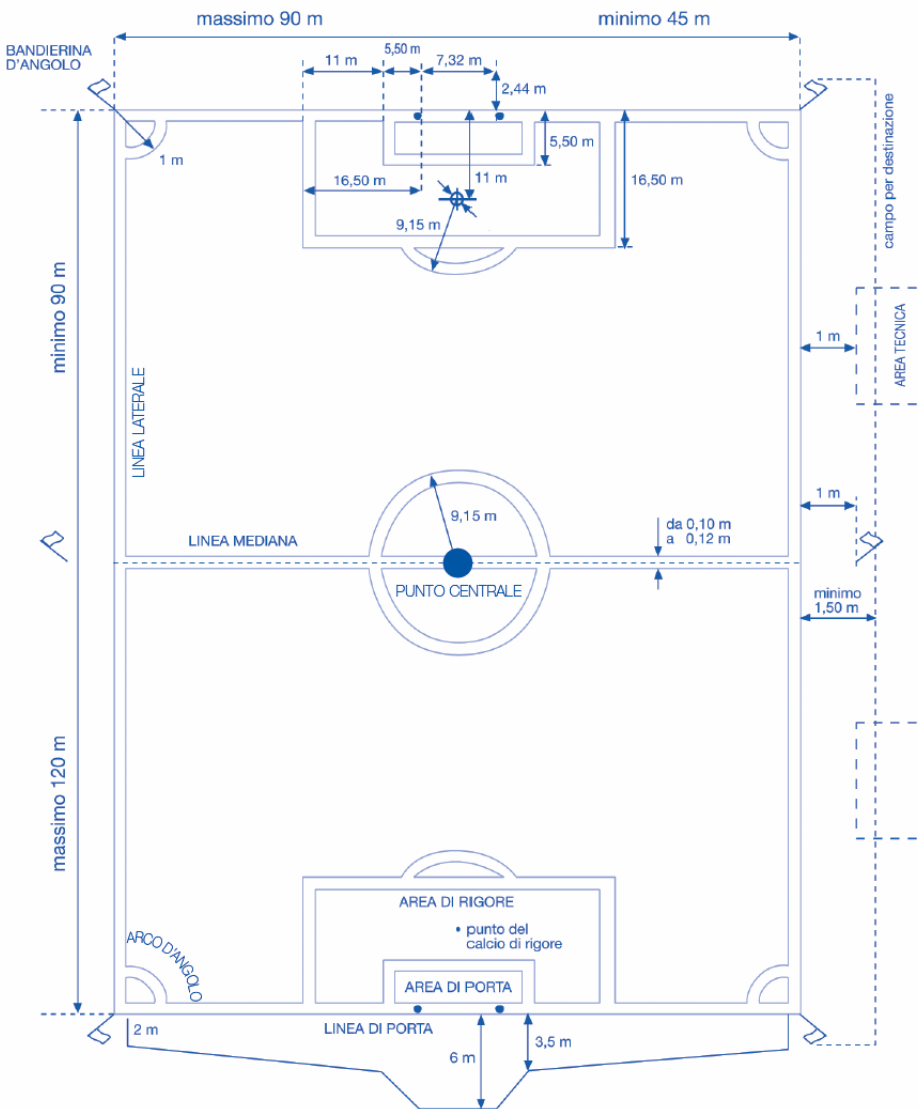 massimo 90 m
minimo 45 m
BANDIERINA
D'ANGOLO
11 m
5,50 m
7,32 m
2,44 m
1 m
5,50 m
16,50 m
11 m
16,50 m
9,15 m
campo per destinazione
minimo 90 m
LINEA LATERALE
1 m
AREA TECNICA
9,15 m
1 m
LINEA MEDIANA
da 0,10 m
a 0,12 m
PUNTO CENTRALE
minimo
1,50 m
massimo 120 m
AREA DI RIGORE
punto del
calcio di rigore
ARCO D'ANGOLO
AREA DI PORTA
2 m
LINEA DI PORTA
6 m
3,5 m